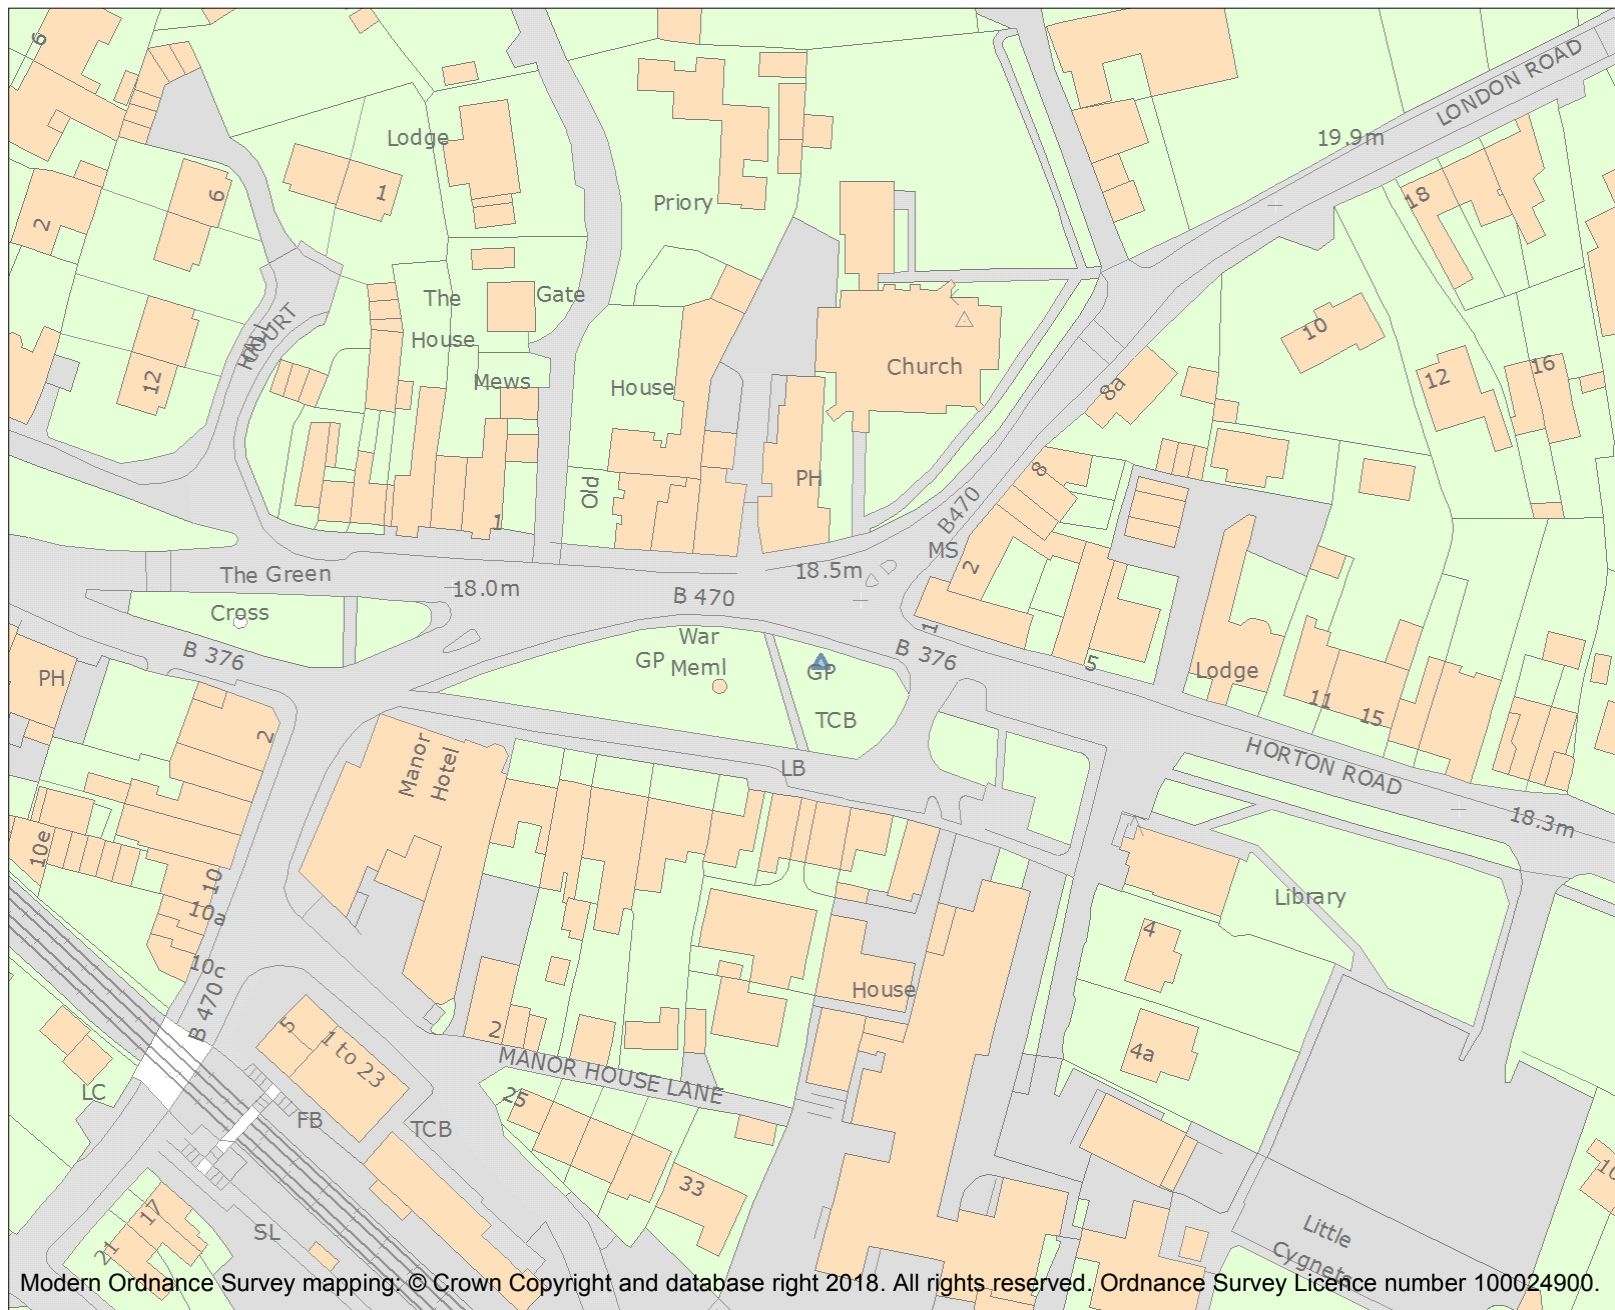 6
LONDON ROAD
Lodge
19.9m
1
6
2
Priory
18
The
Gate
House
HALL
COURT
10
Church
8a
12
16
12
Mews
House
PH
8
Old
1
B470
MS
The Green
18.0m
18.5m
2
B 470
Cross
War
Meml
GP
1
B 376
B 376
GP
5
PH
Lodge
11
15
TCB
2
Manor
Hotel
HORTON ROAD
LB
18.3m
10e
10
10a
Library
4
10c
House
B 470
5
1 to 23
2
MANOR HOUSE LANE
4a
LC
25
FB
TCB
33
17
SL
21
Little
Cygnets
Modern Ordnance Survey mapping: © Crown Copyright and database right 2018. All rights reserved. Ordnance Survey Licence number 100024900.